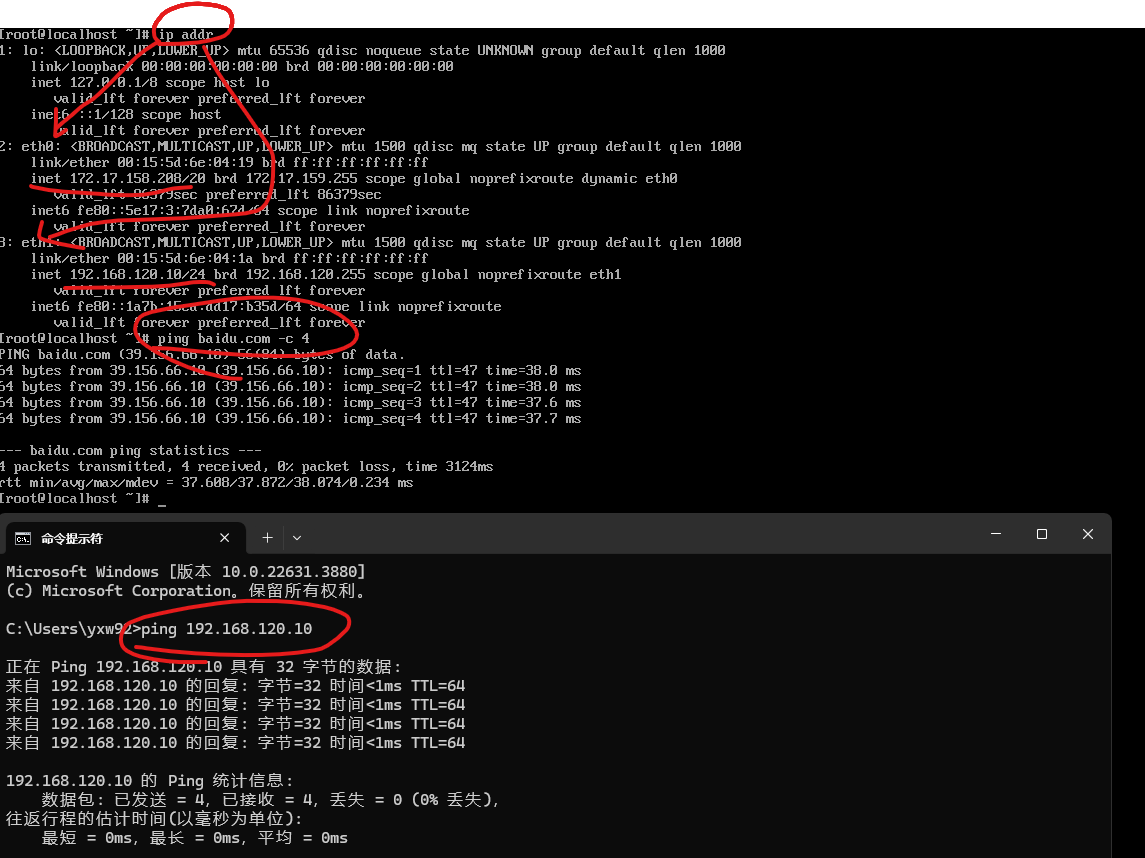 [root@localhost ~]# ip addr
1: lo: <LOOPBACK,UP,LOWER_UP> mtu 65536 qdisc noqueue state UNKNOWN group default qlen 1000
link/loopback 00:00:00:00:00:00 brd 00:00:00:00:00:00
inet 127.0.0.1/8 scope host lo
valid_lft forever preferred_lft forever
inet6 ::1/128 scope host
valid_lft forever preferred_lft forever
2: eth0: <BROADCAST,MULTICAST,UP,LOWER_UP> mtu 1500 qdisc mq state UP group default qlen 1000
link/ether 00:15:5d:6e:04:19 brd ff:ff:ff:ff:ff:ff
inet 172.17.158.208/20 brd 172.17.159.255 scope global noprefixroute dynamic eth0
valid_lft 86379sec preferred_lft 86379sec
inet6 fe80::5e17:3:7da0:67d/64 scope link noprefixroute
valid_lft forever preferred_lft forever
3: eth1: <BROADCAST,MULTICAST,UP,LOWER_UP> mtu 1500 qdisc mq state UP group default qlen 1000
link/ether 00:15:5d:6e:04:1a brd ff:ff:ff:ff:ff:ff
inet 192.168.120.10/24 brd 192.168.120.255 scope global noprefixroute eth1
valid_lft forever preferred_lft forever
inet6 scope link noprefixroute
valid_lft forever preferred_lft forever
[root@localhost ~]# ping baidu.com -c 4
PING baidu.com (39.156.66.10) 56(84) bytes of data.
64 bytes from 39.156.66.10 (39.156.66.10): icmp_seq=1 ttl=47 time=38.0 ms
64 bytes from 39.156.66.10 (39.156.66.10): icmp_seq=2 ttl=47 time=38.0 ms
64 bytes from 39.156.66.10 (39.156.66.10): icmp_seq=3 ttl=47 time=37.6 ms
64 bytes from 39.156.66.10 (39.156.66.10): icmp_seq=4 ttl=47 time=37.7 ms
--- baidu.com ping statistics ---
4 packets transmitted, 4 received, 0% packet loss, time 3124ms
rtt min/avg/max/mdev = 37.608/37.872/38.074/0.234 ms
[root@localhost ~]# _
命令提示符
Microsoft Windows [版本 10.0.22631.3880]
(c) Microsoft Corporation。保留所有权利。
C:\Users\yxw92>ping 192.168.120.10
正在 Ping 192.168.120.10 具有 32 字节的数据:
来自 192.168.120.10 的回复: 字节=32 时间<1ms TTL=64
来自 192.168.120.10 的回复: 字节=32 时间<1ms TTL=64
来自 192.168.120.10 的回复: 字节=32 时间<1ms TTL=64
来自 192.168.120.10 的回复: 字节=32 时间<1ms TTL=64
192.168.120.10 的 Ping 统计信息:
数据包: 已发送 = 4，已接收 = 4，丢失 = 0 (0% 丢失)，
往返行程的估计时间(以毫秒为单位):
最短 = 0ms，最长 = 0ms，平均 = 0ms